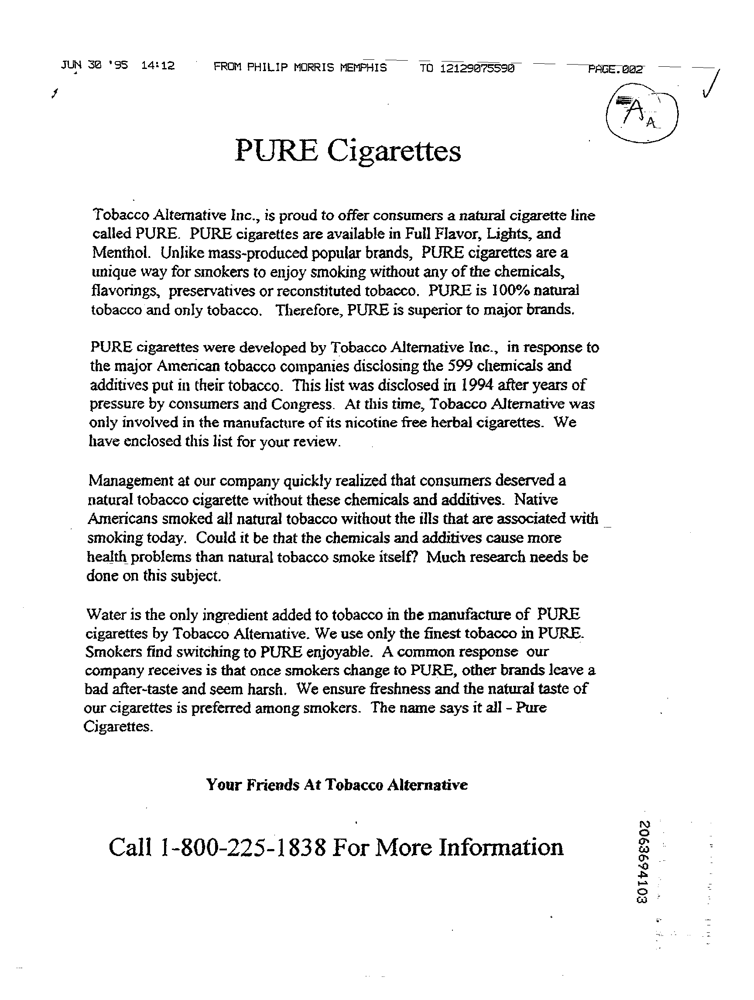 JUN 30 '95 14:12 FROM PHILIP MORRIS MEMPHIS TO 12129075590 PAGE.002
A A
PURE Cigarettes
Tobacco Alternative Inc., is proud to offer consumers a natural cigarette line
called PURE. PURE cigarettes are available in Full Flavor, Lights, and
Menthol. Unlike mass-produced popular brands, PURE cigarettes are a
unique way for smokers to enjoy smoking without any of the chemicals,
flavorings, preservatives or reconstituted tobacco. PURE is 100% natural
tobacco and only tobacco. Therefore, PURE is superior to major brands.
PURE cigarettes were developed by Tobacco Alternative Inc., in response to
the major American tobacco companies disclosing the 599 chemicals and
additives put in their tobacco. This list was disclosed in 1994 after years of
pressure by consumers and Congress. At this time, Tobacco Alternative was
only involved in the manufacture of its nicotine free herbal cigarettes. We
have enclosed this list for your review.
Management at our company quickly realized that consumers deserved a
natural tobacco cigarette without these chemicals and additives. Native
Americans smoked all natural tobacco without the ills that are associated with
smoking today. Could it be that the chemicals and additives cause more
health problems than natural tobacco smoke itself? Much research needs be
done on this subject.
Water is the only ingredient added to tobacco in the manufacture of PURE
cigarettes by Tobacco Alternative. We use only the finest tobacco in PURE.
Smokers find switching to PURE enjoyable. A common response our
company receives is that once smokers change to PURE, other brands leave a
bad after-taste and seem harsh. We ensure freshness and the natural taste of
our cigarettes is preferred among smokers. The name says it all - Pure
Cigarettes.
Your Friends At Tobacco Alternative
Call 1-800-225-1838 For More Information
2063694103